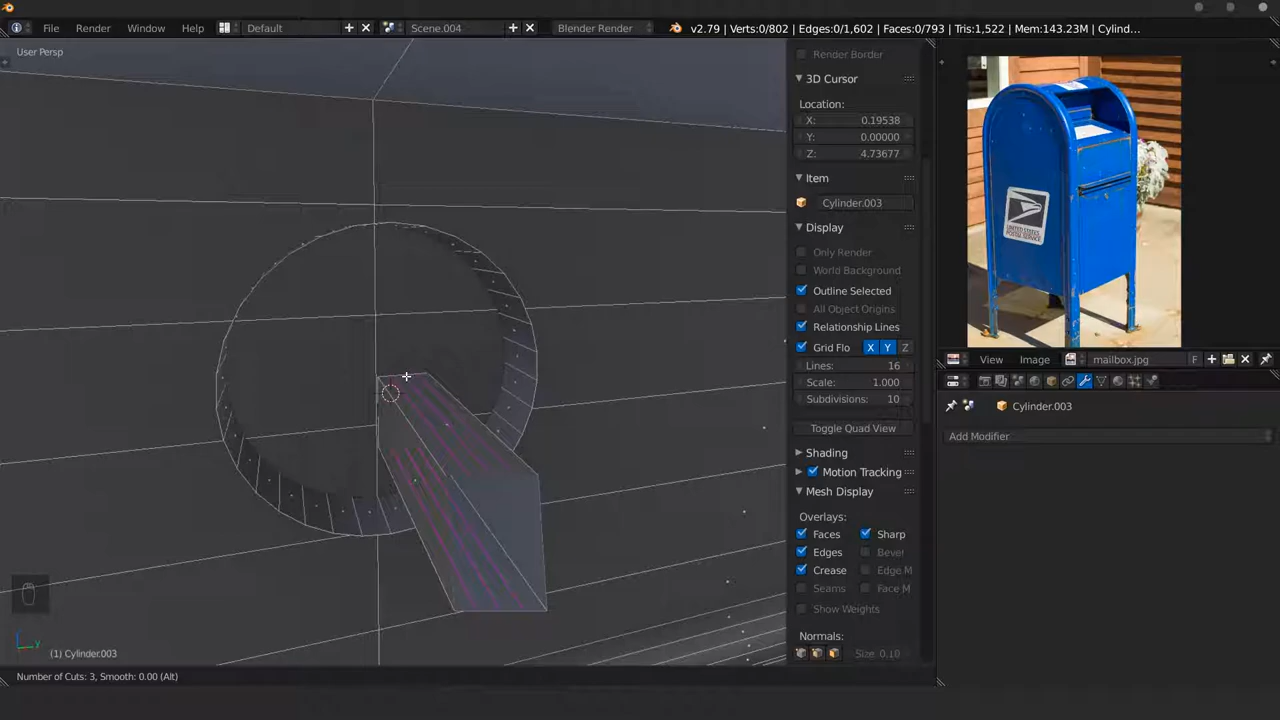 File Render Window Help Default Scene.004 Blender Render v2.79 | Verts:0/802 | Edges:0/1,602 | Faces:0/793 | Tris:1,522 | Mem:143.23M | Cylind...
User Persp
Render Border
3D Cursor
Location:
X: 0.19538
Y: 0.00000
Z: 4.73677
Item
Cylinder.003
Display
Only Render
World Background
Outline Selected
All Object Origins
Relationship Lines
Grid Flo X Y Z
Lines: 16
Scale: 1.000
Subdivisions: 10
Toggle Quad View
Shading
Motion Tracking
Mesh Display
Overlays:
Faces Sharp
Edges Bever
Crease Edge M
Seams Face M
Show Weights
Normals:
Size: 0.10
UNITED STATES
POSTAL SERVICE
View Image mailbox.jpg F
Cylinder.003
Add Modifier
y
(1) Cylinder.003
Number of Cuts: 3, Smooth: 0.00 (Alt)